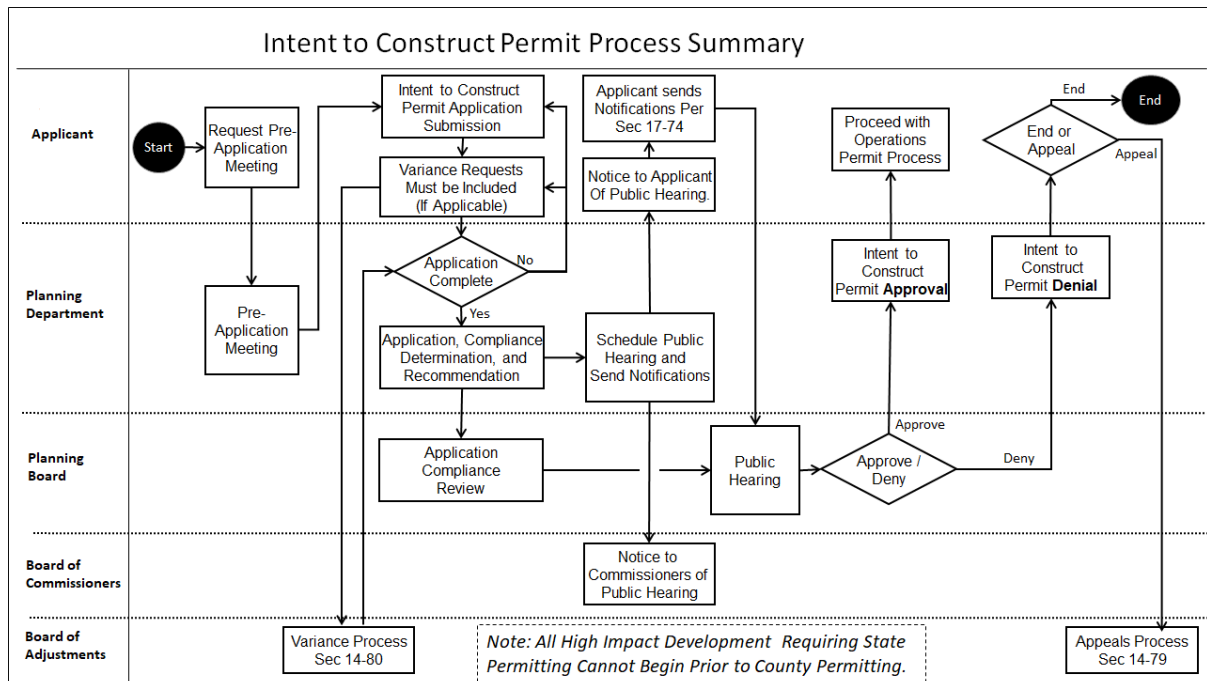 Intent to Construct Permit Process Summary
Applicant
Start
Request Pre-
Application
Meeting
Intent to Construct
Permit Application
Submission
Variance Requests
Must be Included
(If Applicable)
Applicant sends
Notifications Per
Sec 17-74
Notice to Applicant
Of Public Hearing.
Proceed with
Operations
Permit Process
End or
Appeal
End
End
Appeal
Planning
Department
Pre-
Application
Meeting
Application
Complete
No
Yes
Application, Compliance
Determination, and
Recommendation
Schedule Public
Hearing and
Send Notifications
Intent to
Construct
Permit Approval
Intent to
Construct
Permit Denial
Planning
Board
Application
Compliance
Review
Public
Hearing
Approve /
Deny
Approve
Deny
Board of
Commissioners
Notice to
Commissioners of
Public Hearing
Board of
Adjustments
Variance Process
Sec 14-80
Note: All High Impact Development Requiring State
Permitting Cannot Begin Prior to County Permitting.
Appeals Process
Sec 14-79